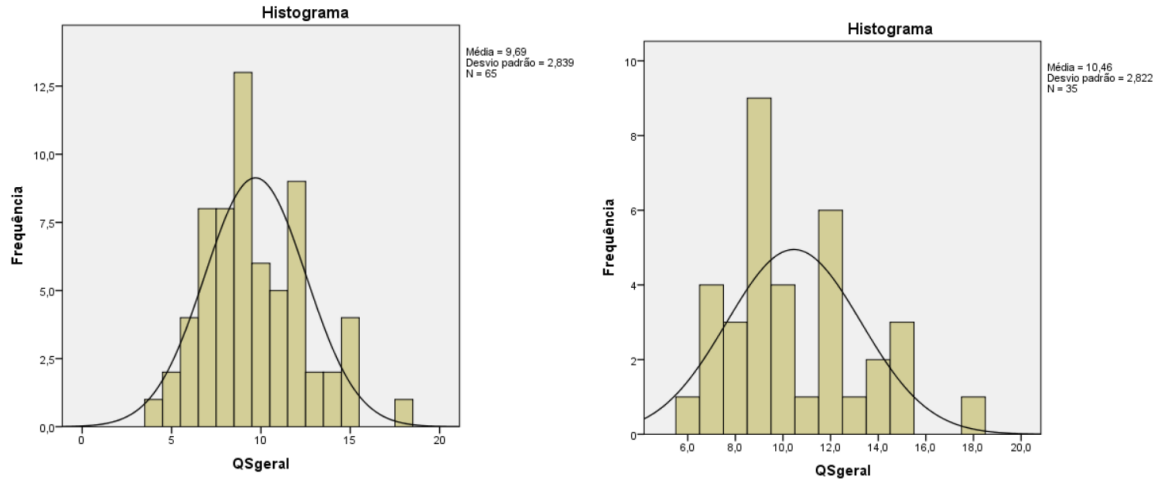 Histograma
Média = 9,69
Desvio padrão = 2,839
N = 65
12,5
10,0
7,5
5,0
2,5
0,0
Frequência
0 5 10 15 20
QSgeral
Histograma
Média = 10,46
Desvio padrão = 2,822
N = 35
10
8
6
4
2
0
Frequência
6,0 8,0 10,0 12,0 14,0 16,0 18,0 20,0
QSgeral